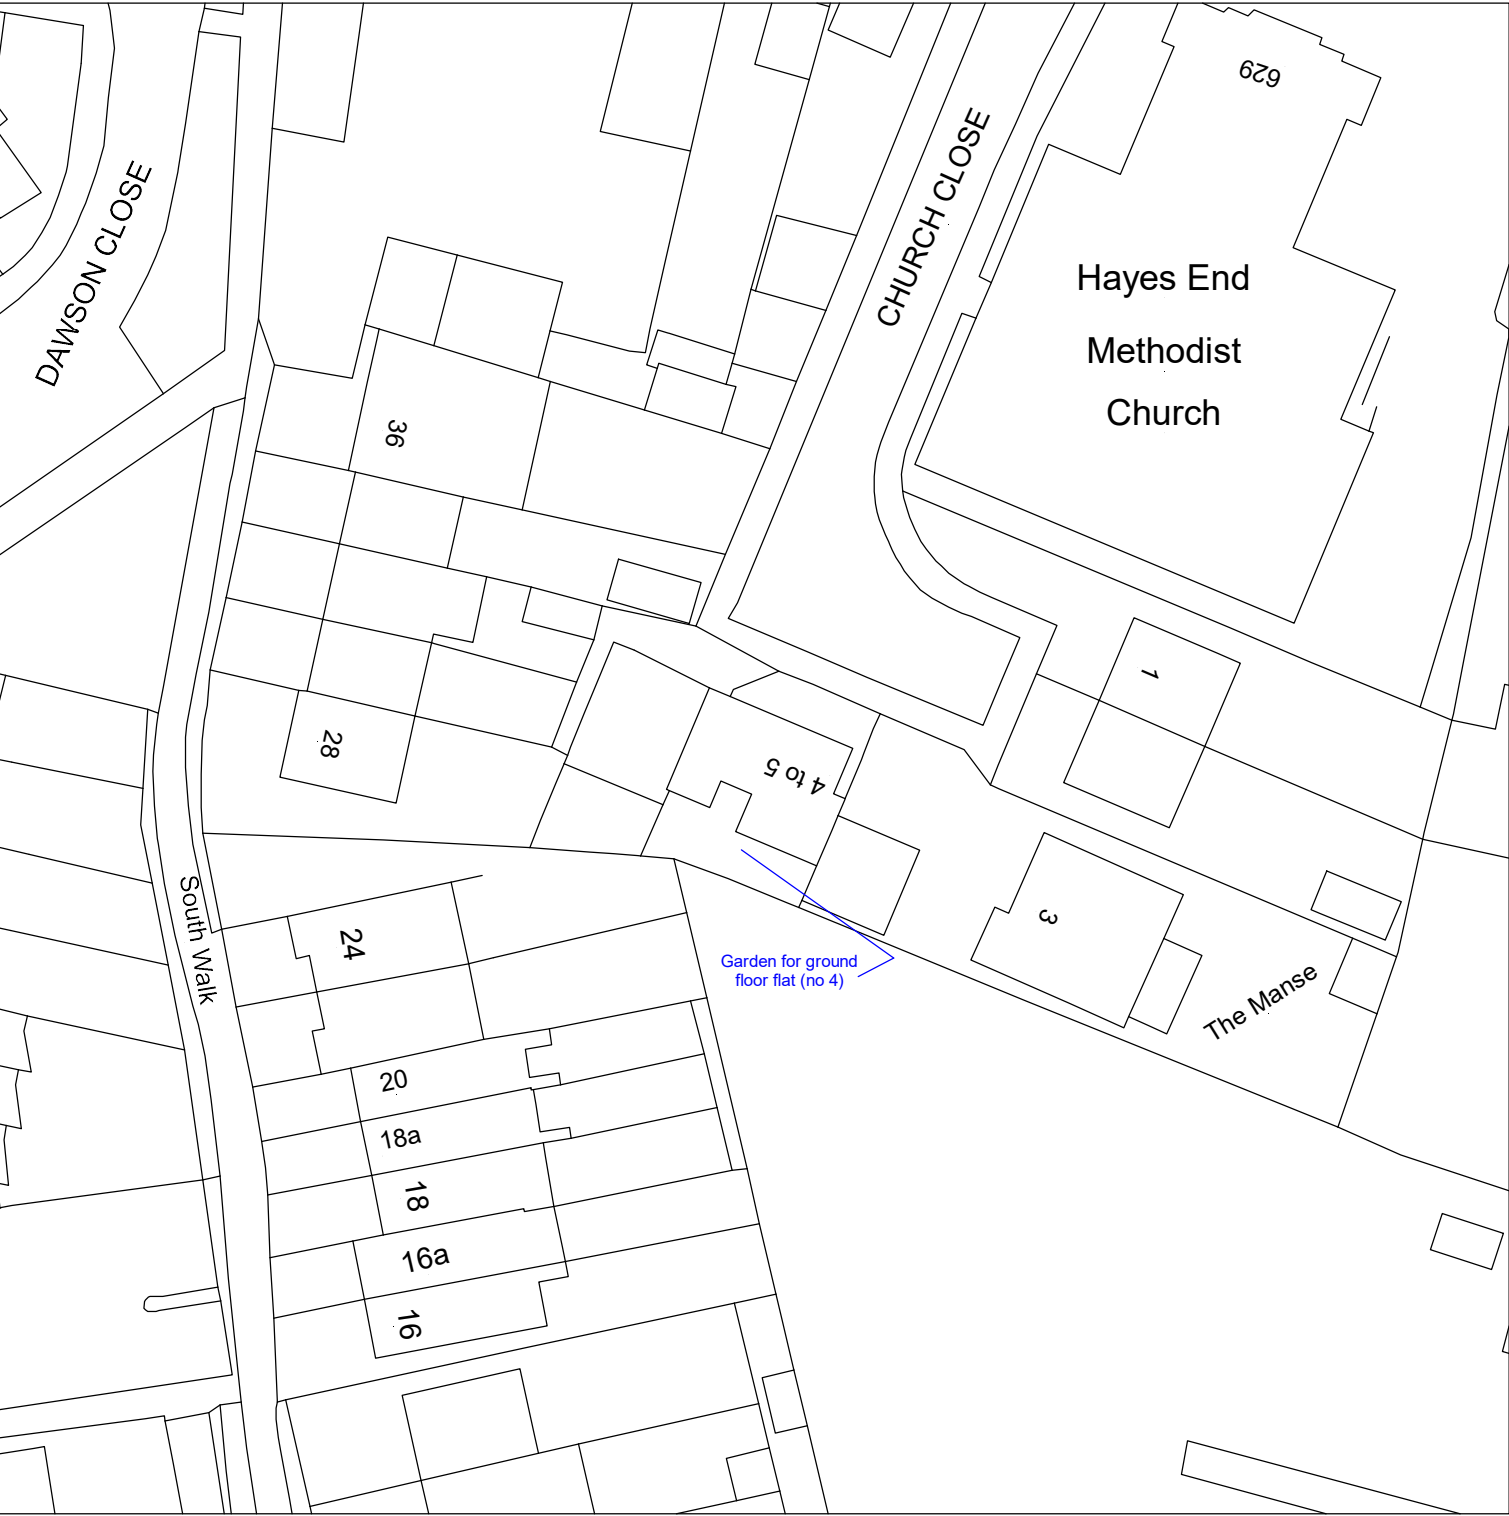 629
DAWSON CLOSE
CHURCH CLOSE
Hayes End
Methodist
Church
36
1
28
4 to 5
South Walk
24
3
Garden for ground
floor flat (no 4)
The Manse
20
18a
18
16a
16